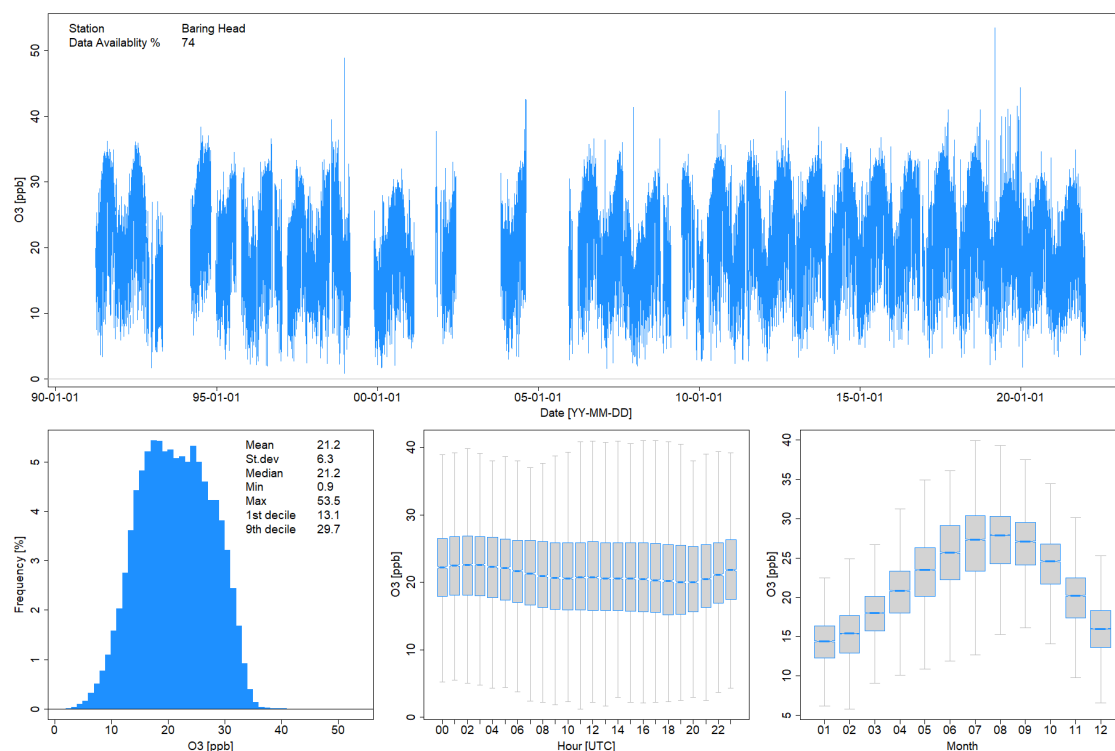 Station Baring Head
Data Availablity % 74
O3 [ppb]
50
40
30
20
10
0
90-01-01 95-01-01 00-01-01 05-01-01 10-01-01 15-01-01 20-01-01
Date [YY-MM-DD]
Mean 21.2
St.dev 6.3
Median 21.2
Min 0.9
Max 53.5
1st decile 13.1
9th decile 29.7
Frequency [%]
5
4
3
2
1
0
0 10 20 30 40 50
O3 [ppb]
O3 [ppb]
40
30
20
10
0
00 02 04 06 08 10 12 14 16 18 20 22
Hour [UTC]
O3 [ppb]
40
35
30
25
20
15
10
5
01 02 03 04 05 06 07 08 09 10 11 12
Month